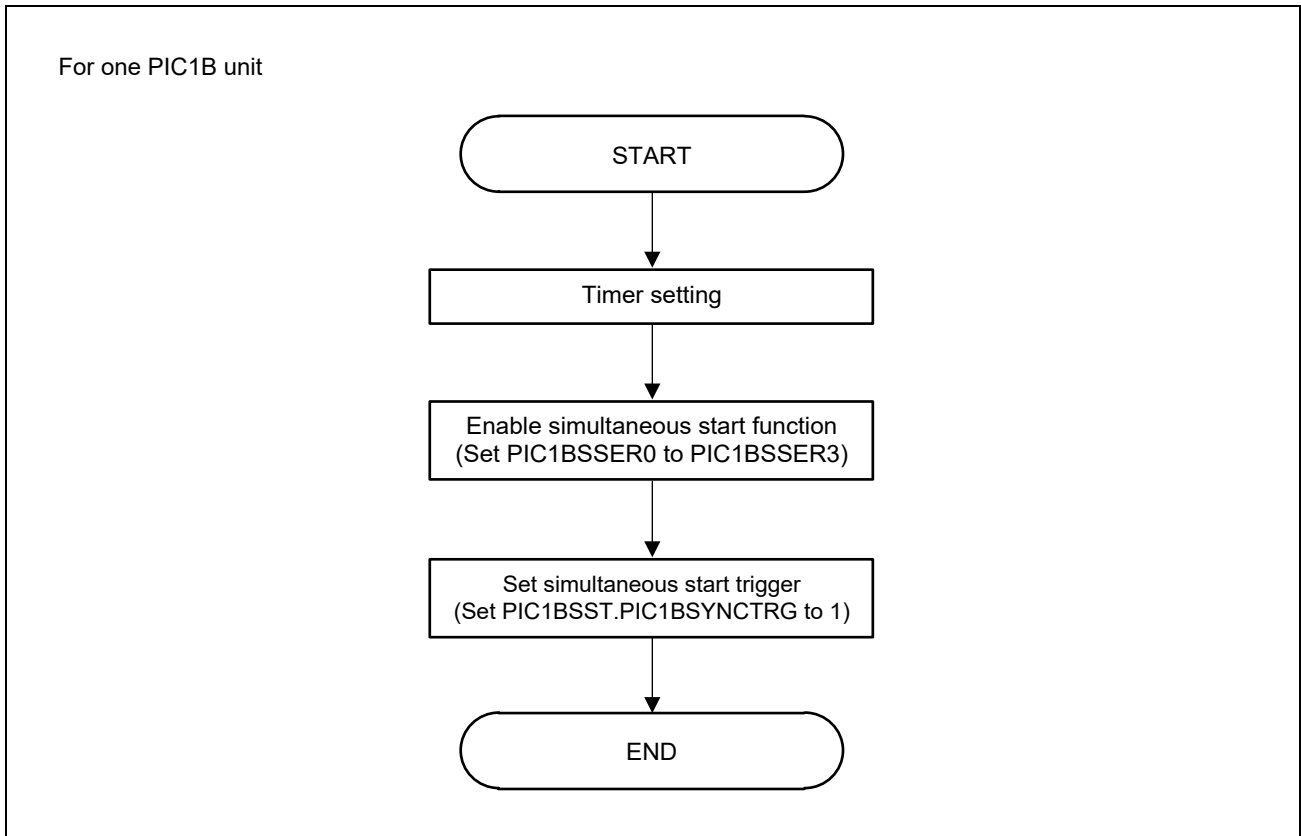 For one PIC1B unit
START
Timer setting
Enable simultaneous start function
(Set PIC1BSSER0 to PIC1BSSER3)
Set simultaneous start trigger
(Set PIC1BSST.PIC1BSYNCTRG to 1)
END